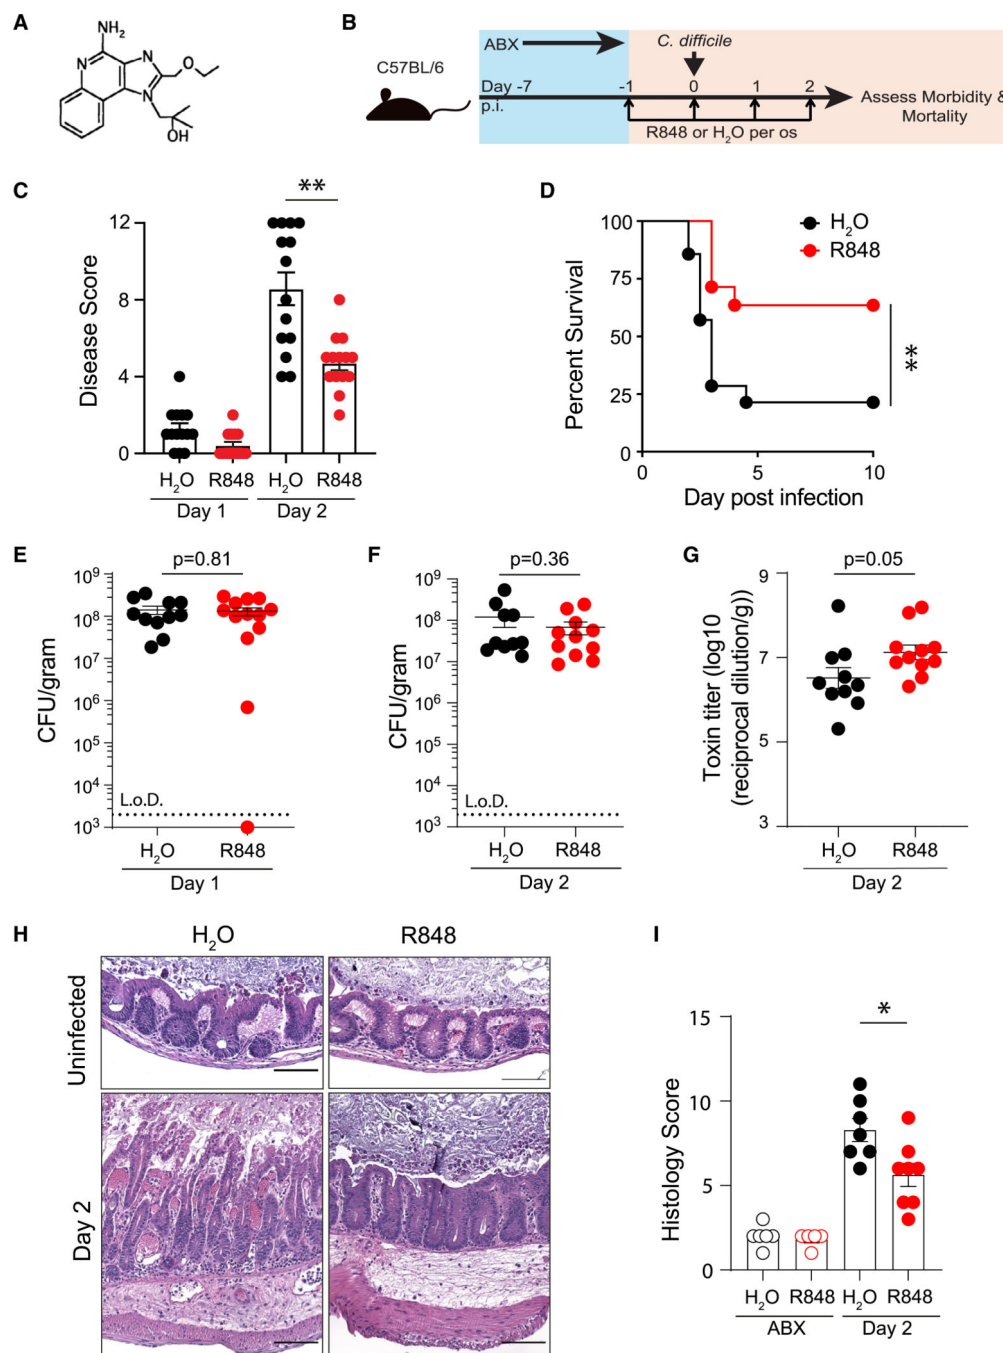 A
NH₂
N
N
N
O
OH
B
C57BL/6
ABX
C. difficile
Day -7
p.i.
-1
0
1
2
R848 or H₂O per os
Assess Morbidity &
Mortality
C
**
Disease Score
12
8
4
0
H₂O
R848
H₂O
R848
Day 1
Day 2
D
H₂O
R848
Percent Survival
100
75
50
25
0
0
5
10
**
Day post infection
E
p=0.81
CFU/gram
10⁹
10⁸
10⁷
10⁶
10⁵
10⁴
10³
L.o.D.
H₂O
R848
Day 1
F
p=0.36
CFU/gram
10⁹
10⁸
10⁷
10⁶
10⁵
10⁴
10³
L.o.D.
H₂O
R848
Day 2
G
p=0.05
Toxin titer (log10
(reciprocal dilution/g))
9
7
5
3
H₂O
R848
Day 2
H
H₂O
R848
Uninfected
Day 2
I
*
Histology Score
15
10
5
0
H₂O
R848
H₂O
R848
ABX
Day 2